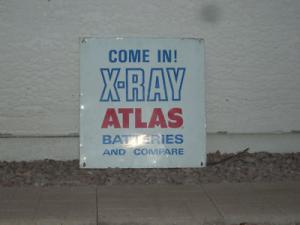 COME IN!
X-RAY
ATLAS
BATTERIES
AND COMPARE